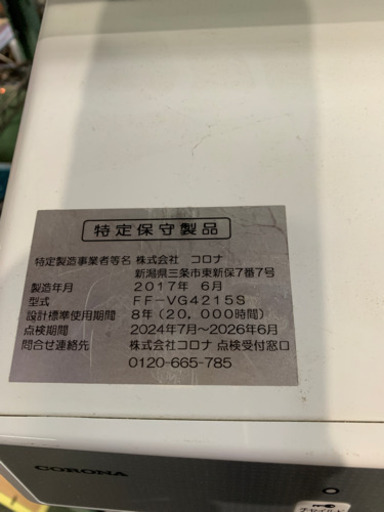 特定保守製品
特定製造事業者等名 株式会社 コロナ
新潟県三条市東新保7番7号
製造年月 2017年 6月
型式 FF-VG4215S
設計標準使用期間 8年(20,000時間)
点検期間 2024年7月～2026年6月
問合せ連絡先 株式会社コロナ 点検受付窓口
0120-665-785
CORONA